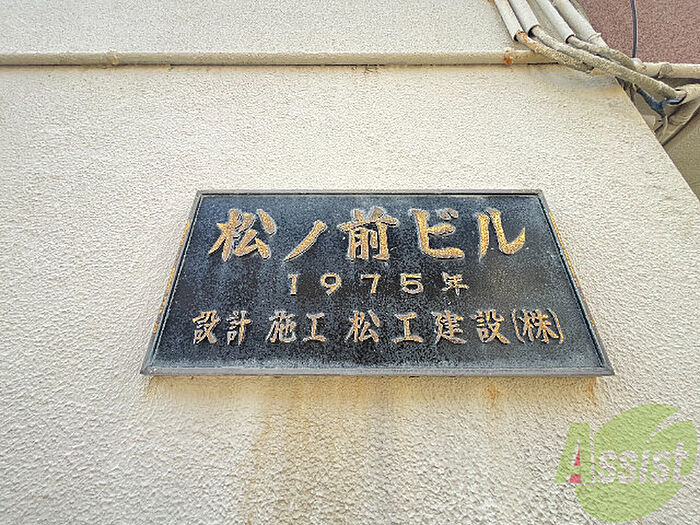 松ノ前ビル
1975年
設計 施工 松工建設(株)
Assist